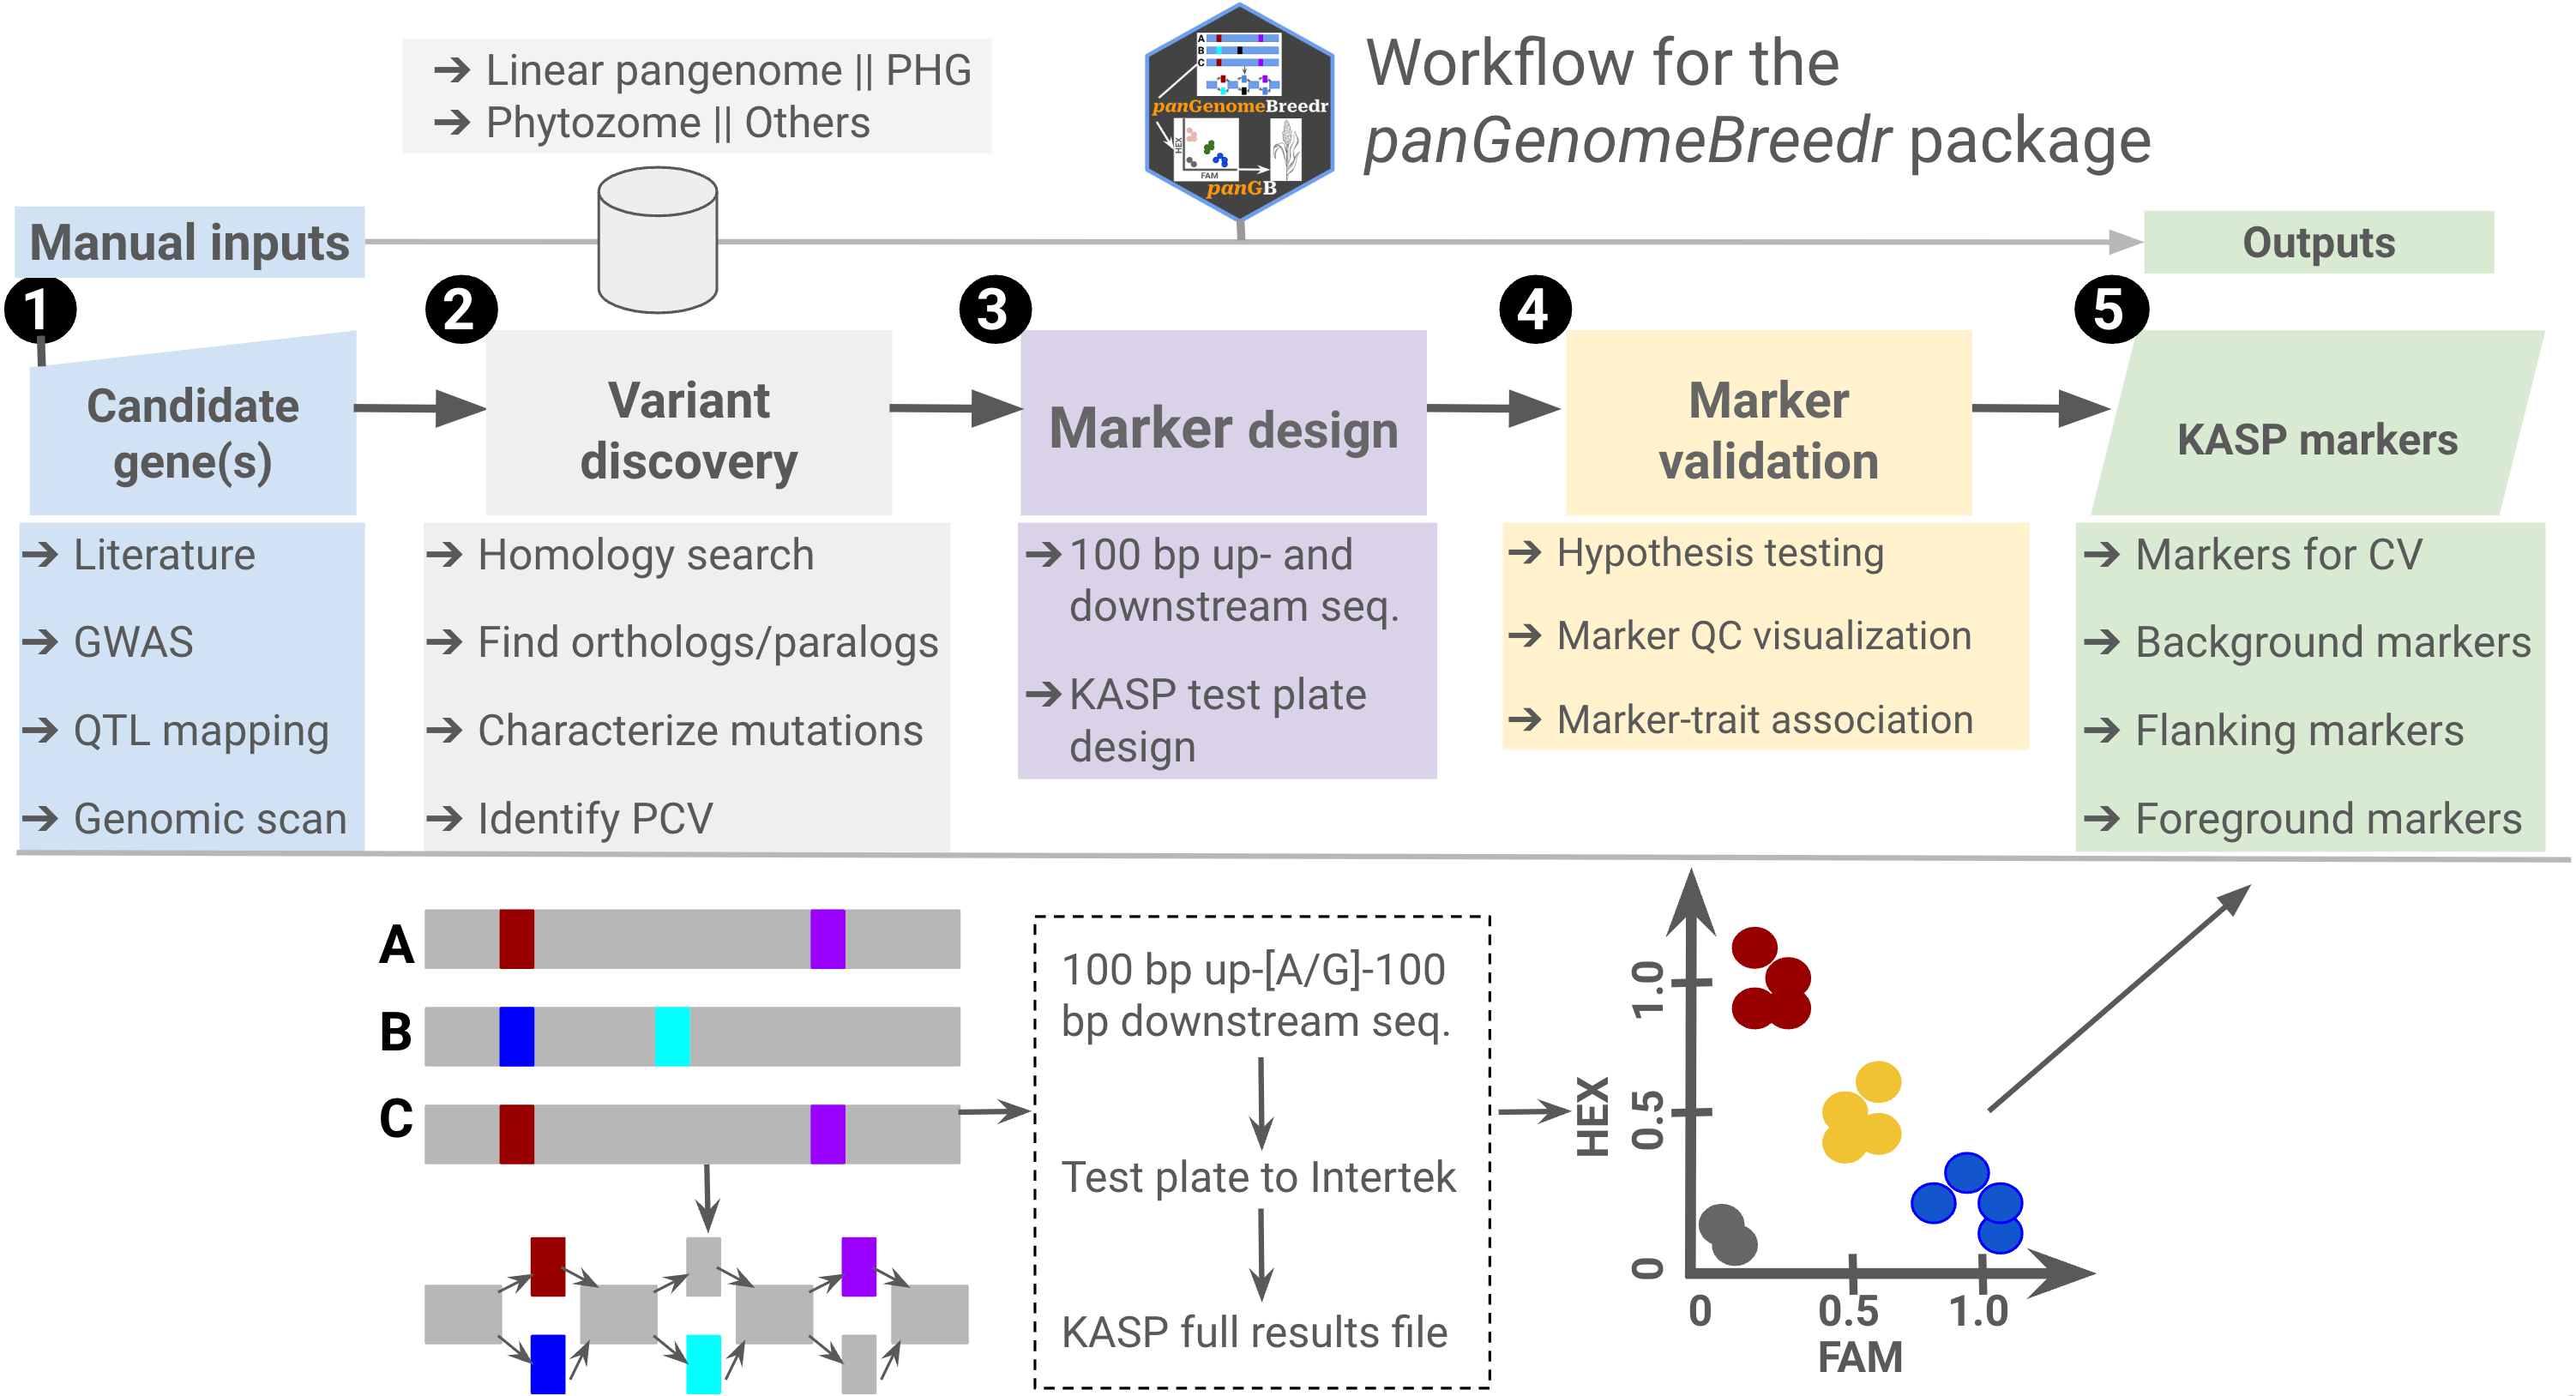 Linear pangenome || PHG
Phytozome || Others
A
B
C
panGenomeBreedr
HEX
FAM
panGB
Workflow for the
panGenomeBreedr package
Manual inputs
Outputs
1
2
3
4
5
Candidate
gene(s)
Variant
discovery
Marker design
Marker
validation
KASP markers
Literature
GWAS
QTL mapping
Genomic scan
Homology search
Find orthologs/paralogs
Characterize mutations
Identify PCV
100 bp up- and
downstream seq.
KASP test plate
design
Hypothesis testing
Marker QC visualization
Marker-trait association
Markers for CV
Background markers
Flanking markers
Foreground markers
A
B
C
100 bp up-[A/G]-100
bp downstream seq.
Test plate to Intertek
KASP full results file
HEX
1.0
0.5
0
0
0.5
1.0
FAM